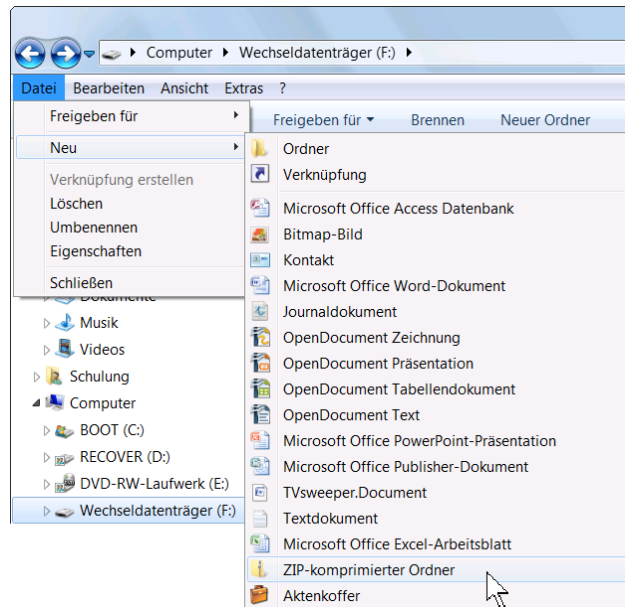 Computer Wechseldatenträger (F:)
Datei Bearbeiten Ansicht Extras ?
Freigeben für Brennen Neuer Ordner
Freigeben für
Neu
Verknüpfung erstellen
Löschen
Umbenennen
Eigenschaften
Schließen
Dokumente
Musik
Videos
Schulung
Computer
BOOT (C:)
RECOVER (D:)
DVD-RW-Laufwerk (E:)
Wechseldatenträger (F:)
Ordner
Verknüpfung
Microsoft Office Access Datenbank
Bitmap-Bild
Kontakt
Microsoft Office Word-Dokument
Journaldokument
OpenDocument Zeichnung
OpenDocument Präsentation
OpenDocument Tabellendokument
OpenDocument Text
Microsoft Office PowerPoint-Präsentation
Microsoft Office Publisher-Dokument
TVsweeper.Document
Textdokument
Microsoft Office Excel-Arbeitsblatt
ZIP-komprimierter Ordner
Aktenkoffer